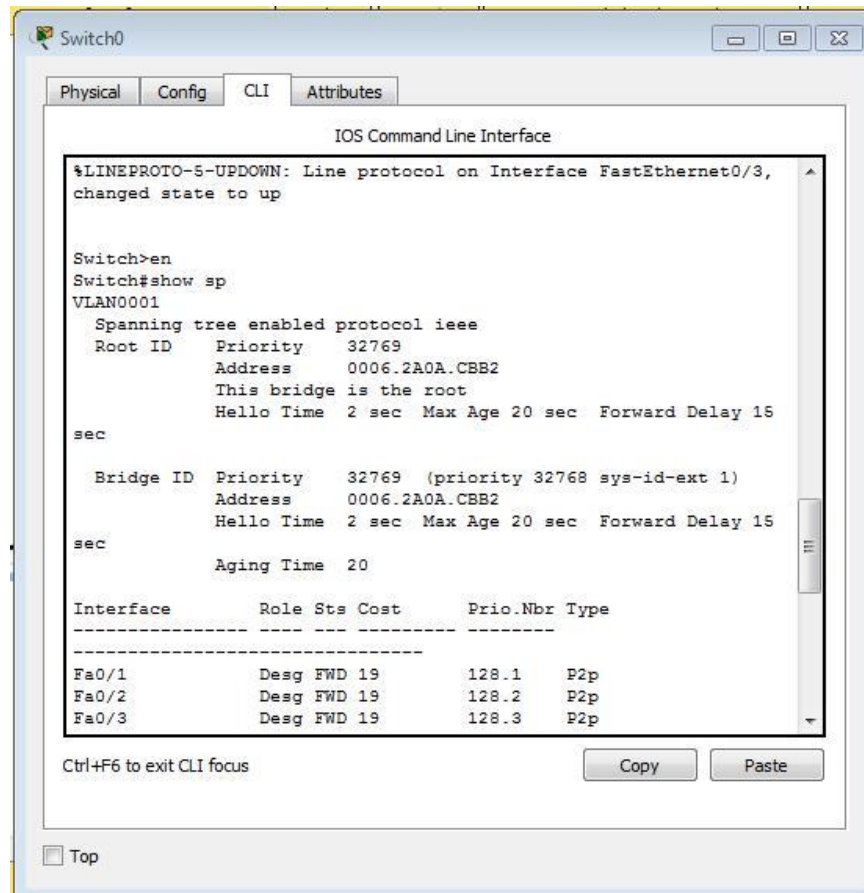 Switch0
Physical Config CLI Attributes
IOS Command Line Interface
%LINEPROTO-5-UPDOWN: Line protocol on Interface FastEthernet0/3,
changed state to up
Switch>en
Switch#show sp
VLAN0001
  Spanning tree enabled protocol ieee
  Root ID    Priority    32769
             Address     0006.2A0A.CBB2
             This bridge is the root
             Hello Time  2 sec  Max Age 20 sec  Forward Delay 15
sec
  Bridge ID  Priority    32769  (priority 32768 sys-id-ext 1)
             Address     0006.2A0A.CBB2
             Hello Time  2 sec  Max Age 20 sec  Forward Delay 15
sec
             Aging Time  20
Interface        Role Sts Cost      Prio.Nbr Type
---------------- ---- --- --------- --------
--------------------------------
Fa0/1            Desg FWD 19        128.1    P2p
Fa0/2            Desg FWD 19        128.2    P2p
Fa0/3            Desg FWD 19        128.3    P2p
Ctrl+F6 to exit CLI focus Copy Paste
Top